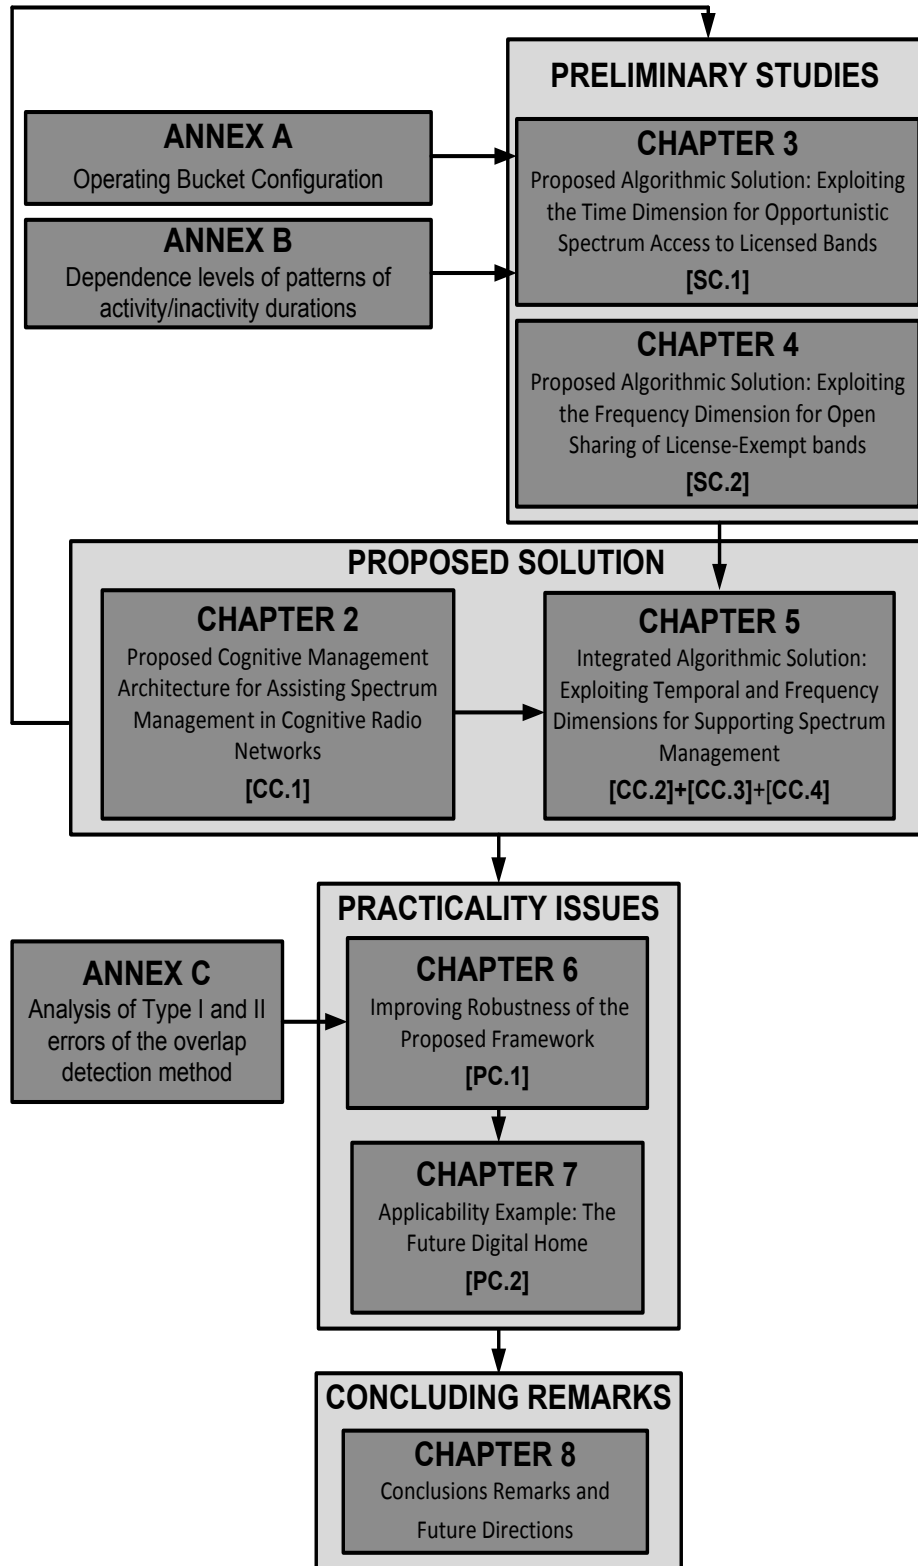 PRELIMINARY STUDIES
ANNEX A
Operating Bucket Configuration
ANNEX B
Dependence levels of patterns of
activity/inactivity durations
CHAPTER 3
Proposed Algorithmic Solution: Exploiting
the Time Dimension for Opportunistic
Spectrum Access to Licensed Bands
[SC.1]
CHAPTER 4
Proposed Algorithmic Solution: Exploiting
the Frequency Dimension for Open
Sharing of License-Exempt bands
[SC.2]
PROPOSED SOLUTION
CHAPTER 2
Proposed Cognitive Management
Architecture for Assisting Spectrum
Management in Cognitive Radio
Networks
[CC.1]
CHAPTER 5
Integrated Algorithmic Solution:
Exploiting Temporal and Frequency
Dimensions for Supporting Spectrum
Management
[CC.2]+[CC.3]+[CC.4]
PRACTICALITY ISSUES
ANNEX C
Analysis of Type I and II
errors of the overlap
detection method
CHAPTER 6
Improving Robustness of the
Proposed Framework
[PC.1]
CHAPTER 7
Applicability Example: The
Future Digital Home
[PC.2]
CONCLUDING REMARKS
CHAPTER 8
Conclusions Remarks and
Future Directions